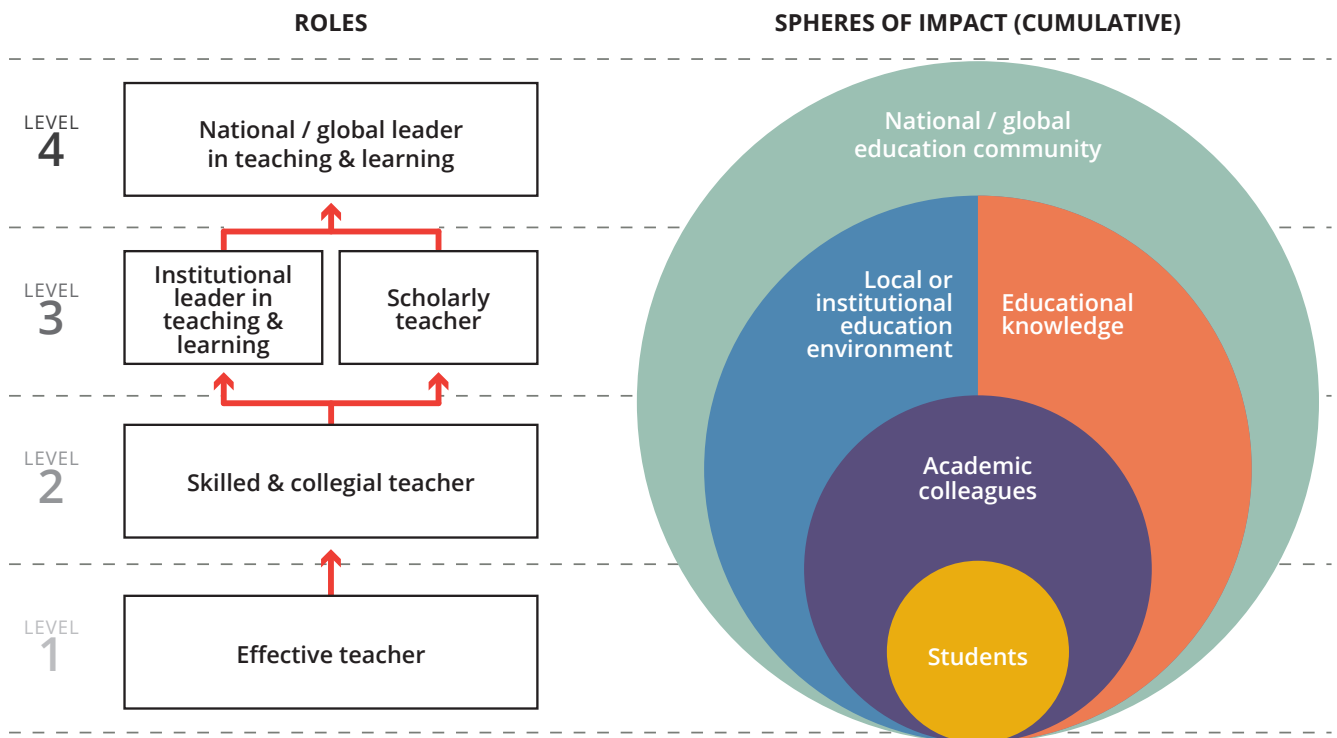 ROLES
SPHERES OF IMPACT (CUMULATIVE)
LEVEL
4
National / global leader
in teaching & learning
National / global
education community
LEVEL
3
Institutional
leader in
teaching &
learning
Scholarly
teacher
Local or
institutional
education
environment
Educational
knowledge
LEVEL
2
Skilled & collegial teacher
Academic
colleagues
LEVEL
1
Effective teacher
Students